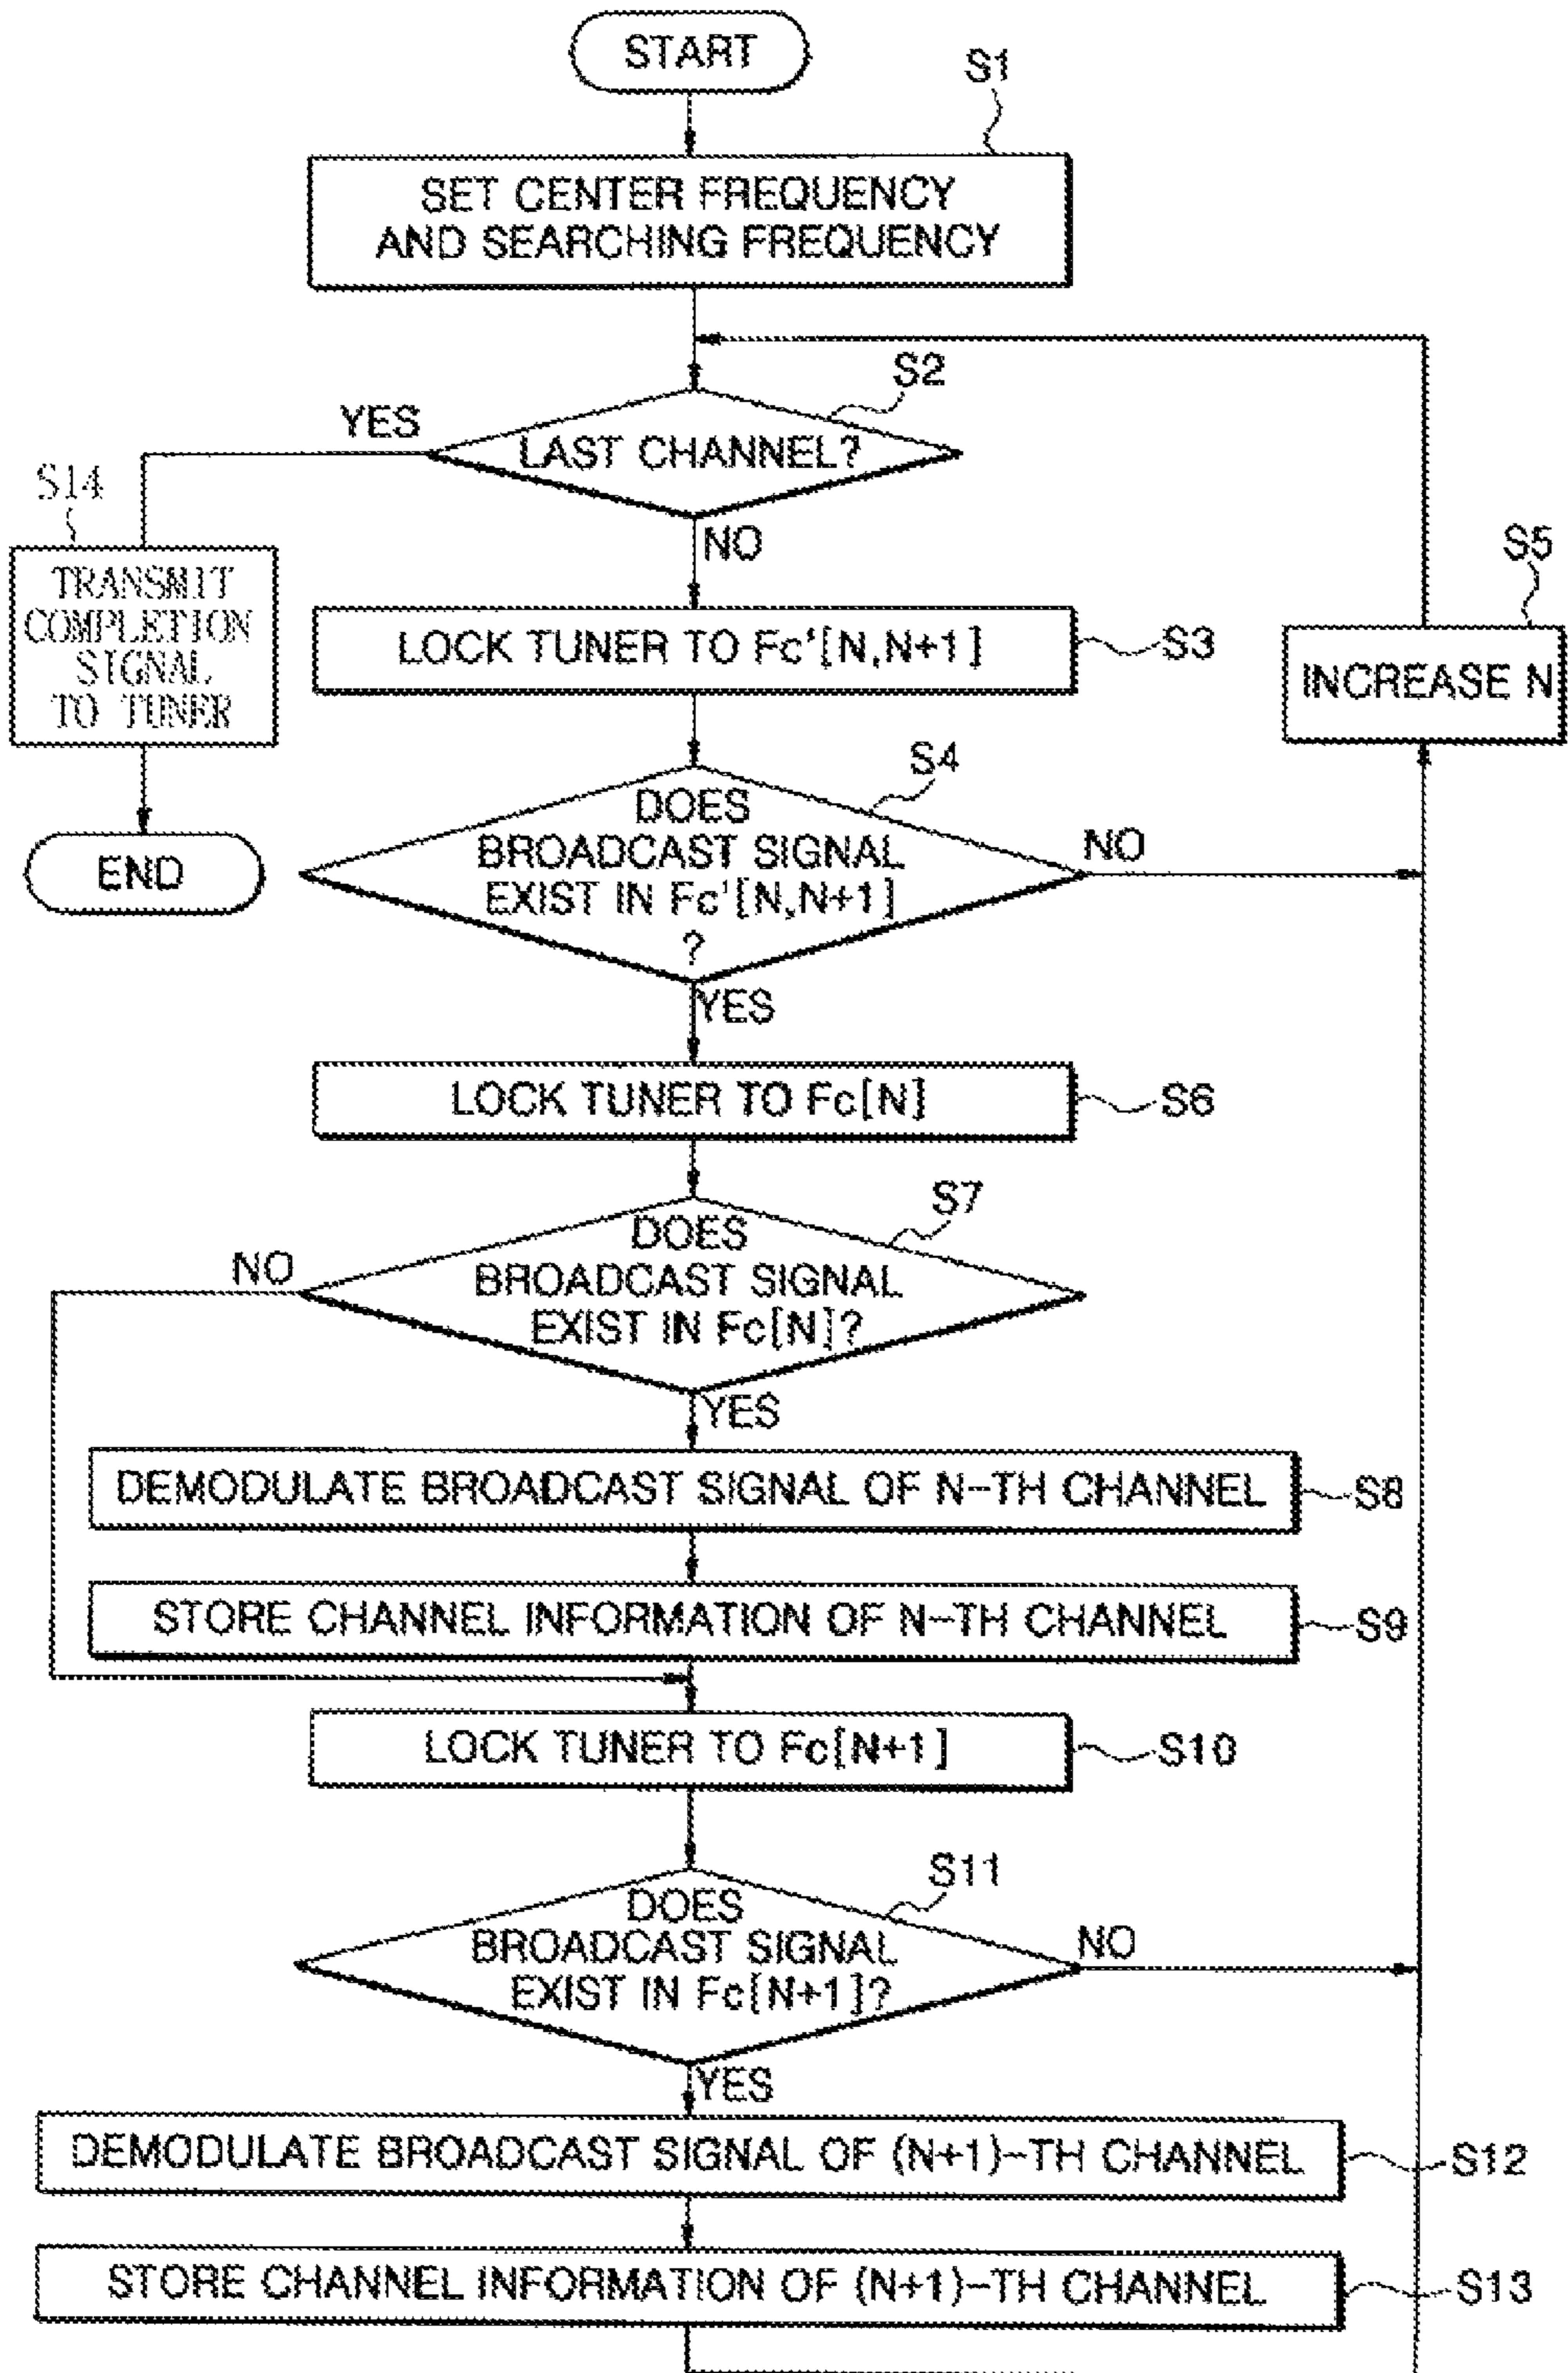 START
S1
SET CENTER FREQUENCY
AND SEARCHING FREQUENCY
S2
YES
LAST CHANNEL?
S14
NO
S5
TRANSMIT
COMPLETION
SIGNAL
TO TUNER
LOCK TUNER TO Fc'[N,N+1]
S3
INCREASE N
S4
DOES
BROADCAST SIGNAL
EXIST IN Fc'[N,N+1]
?
NO
END
YES
LOCK TUNER TO Fc[N]
S6
S7
DOES
BROADCAST SIGNAL
EXIST IN Fc[N]?
NO
YES
DEMODULATE BROADCAST SIGNAL OF N-TH CHANNEL
S8
STORE CHANNEL INFORMATION OF N-TH CHANNEL
S9
LOCK TUNER TO Fc[N+1]
S10
S11
DOES
BROADCAST SIGNAL
EXIST IN Fc[N+1]?
NO
YES
DEMODULATE BROADCAST SIGNAL OF (N+1)-TH CHANNEL
S12
STORE CHANNEL INFORMATION OF (N+1)-TH CHANNEL
S13